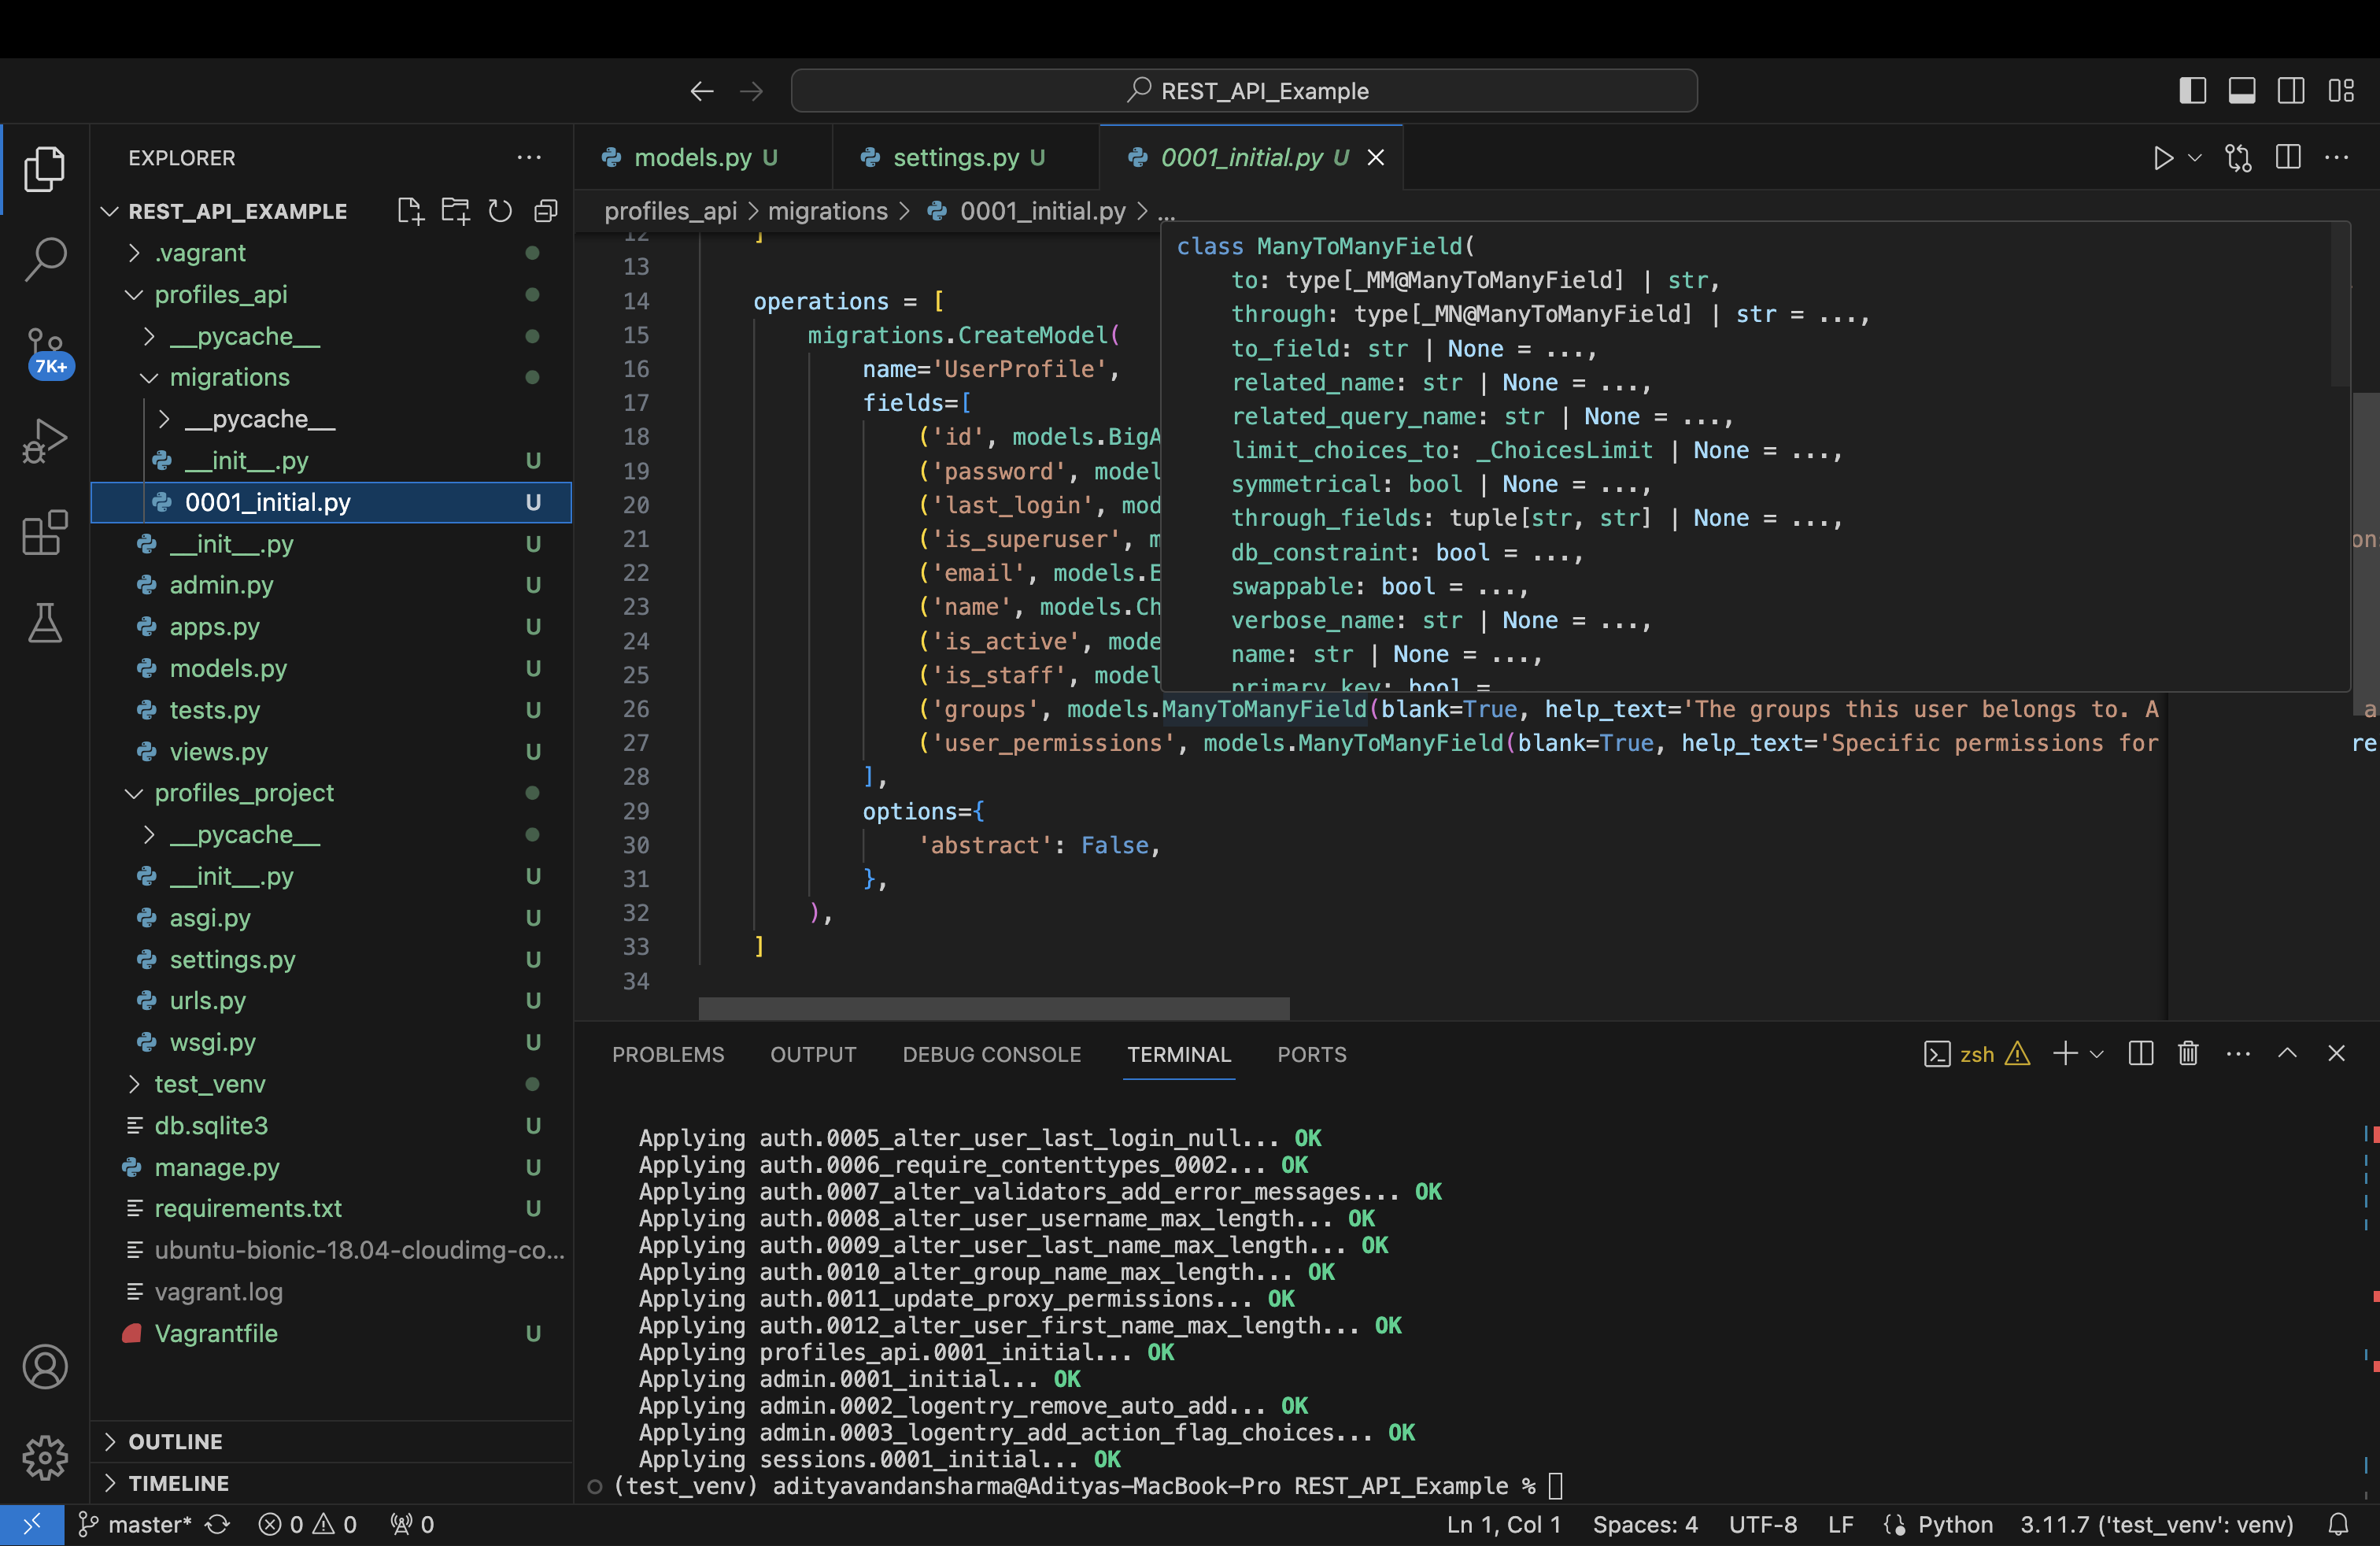 REST_API_Example
EXPLORER
REST_API_EXAMPLE
.vagrant
profiles_api
__pycache__
migrations
__pycache__
__init__.py U
0001_initial.py U
__init__.py U
admin.py U
apps.py U
models.py U
tests.py U
views.py U
profiles_project
__pycache__
__init__.py U
asgi.py U
settings.py U
urls.py U
wsgi.py U
test_venv
db.sqlite3 U
manage.py U
requirements.txt U
ubuntu-bionic-18.04-cloudimg-co...
vagrant.log
Vagrantfile U
OUTLINE
TIMELINE
7K+
models.py U
settings.py U
0001_initial.py U
profiles_api > migrations > 0001_initial.py > ...
12 ]
13
14 operations = [
15 migrations.CreateModel(
16 name='UserProfile',
17 fields=[
18 ('id', models.BigA
19 ('password', model
20 ('last_login', mod
21 ('is_superuser', m
22 ('email', models.E
23 ('name', models.Ch
24 ('is_active', mode
25 ('is_staff', model
26 ('groups', models.ManyToManyField(blank=True, help_text='The groups this user belongs to. A
27 ('user_permissions', models.ManyToManyField(blank=True, help_text='Specific permissions for
28 ],
29 options={
30 'abstract': False,
31 },
32 ),
33 ]
34
class ManyToManyField(
to: type[_MM@ManyToManyField] | str,
through: type[_MN@ManyToManyField] | str = ...,
to_field: str | None = ...,
related_name: str | None = ...,
related_query_name: str | None = ...,
limit_choices_to: _ChoicesLimit | None = ...,
symmetrical: bool | None = ...,
through_fields: tuple[str, str] | None = ...,
db_constraint: bool = ...,
swappable: bool = ...,
verbose_name: str | None = ...,
name: str | None = ...,
primary_key: bool =
on
a
re
PROBLEMS OUTPUT DEBUG CONSOLE TERMINAL PORTS
zsh
Applying auth.0005_alter_user_last_login_null... OK
Applying auth.0006_require_contenttypes_0002... OK
Applying auth.0007_alter_validators_add_error_messages... OK
Applying auth.0008_alter_user_username_max_length... OK
Applying auth.0009_alter_user_last_name_max_length... OK
Applying auth.0010_alter_group_name_max_length... OK
Applying auth.0011_update_proxy_permissions... OK
Applying auth.0012_alter_user_first_name_max_length... OK
Applying profiles_api.0001_initial... OK
Applying admin.0001_initial... OK
Applying admin.0002_logentry_remove_auto_add... OK
Applying admin.0003_logentry_add_action_flag_choices... OK
Applying sessions.0001_initial... OK
(test_venv) adityavandansharma@Adityas-MacBook-Pro REST_API_Example %
master* 0 0 0 Ln 1, Col 1 Spaces: 4 UTF-8 LF Python 3.11.7 ('test_venv': venv)